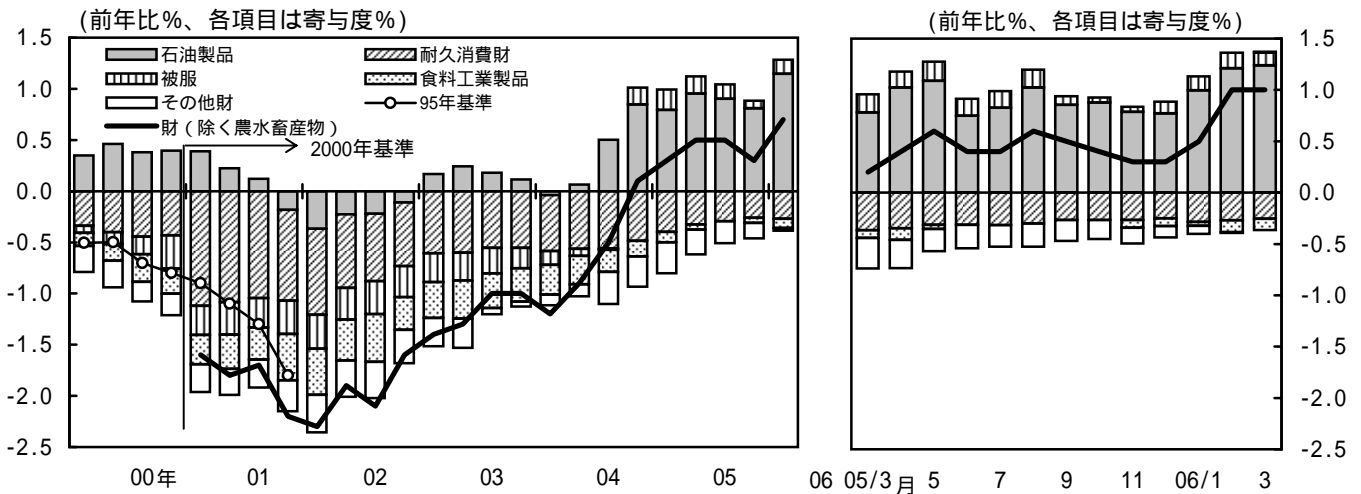 (前年比%、各項目は寄与度%)
1.5
1.0
0.5
0.0
-0.5
-1.0
-1.5
-2.0
-2.5
石油製品
耐久消費財
被服
食料工業製品
その他財
95年基準
財(除く農水畜産物)
2000年基準
00年 01 02 03 04 05 06
(前年比%、各項目は寄与度%)
1.5
1.0
0.5
0.0
-0.5
-1.0
-1.5
-2.0
-2.5
05/3月 5 7 9 11 06/1 3